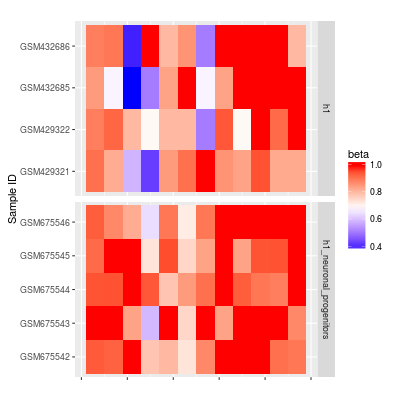 Sample ID
GSM432686
GSM432685
GSM429322
GSM429321
h1
GSM675546
GSM675545
GSM675544
GSM675543
GSM675542
h1_neuronal_progenitors
beta
1.0
0.8
0.6
0.4